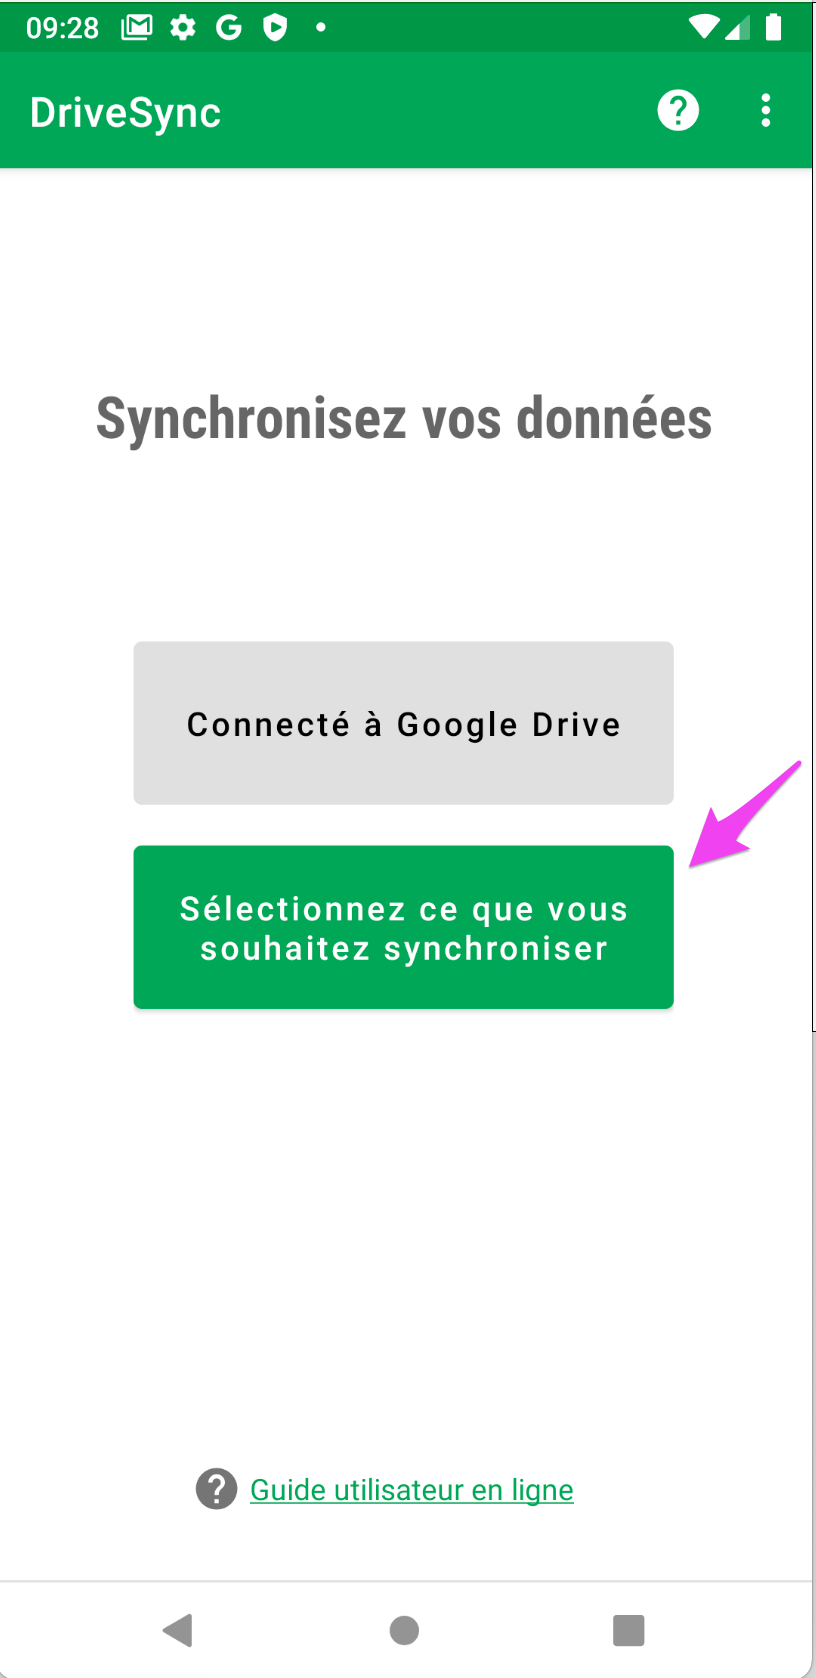 09:28
DriveSync
Synchronisez vos données
Connecté à Google Drive
Sélectionnez ce que vous
souhaitez synchroniser
Guide utilisateur en ligne